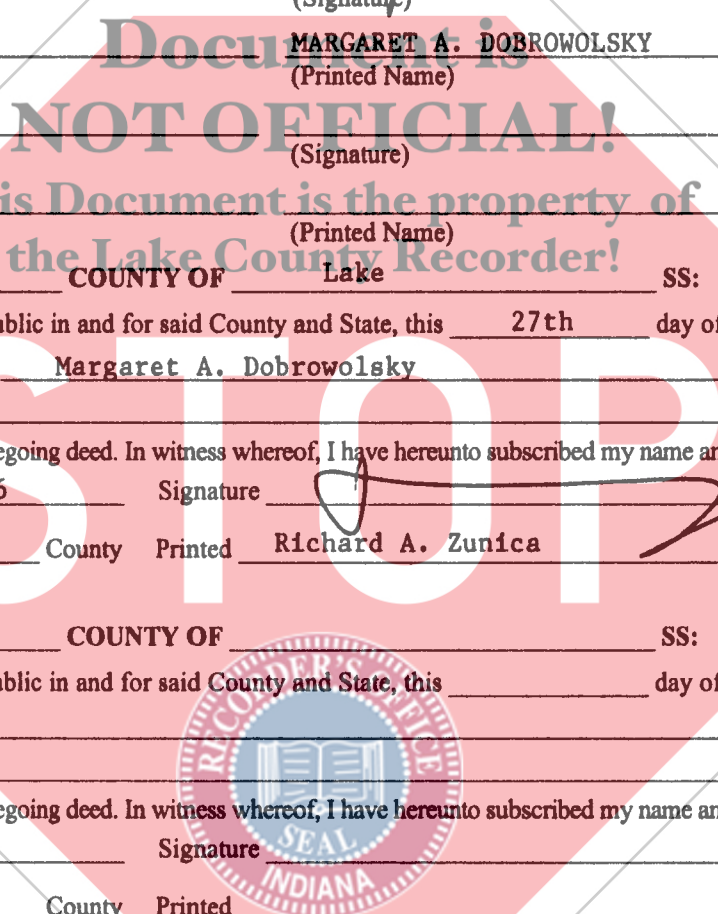 (Signature)
MARGARET A. DOBROWOLSKY
Document is
(Printed Name)
NOT OFFICIAL!
(Signature)
is Document is the property of
(Printed Name)
the Lake County Recorder!
COUNTY OF Lake SS:
ublic in and for said County and State, this 27th day of
Margaret A. Dobrowolsky
STOP
egoing deed. In witness whereof, I have hereunto subscribed my name an
6 Signature
County Printed Richard A. Zunica
COUNTY OF SS:
ublic in and for said County and State, this day of
RECORDER'S OFFICE
SEAL
INDIANA
egoing deed. In witness whereof, I have hereunto subscribed my name an
Signature
County Printed